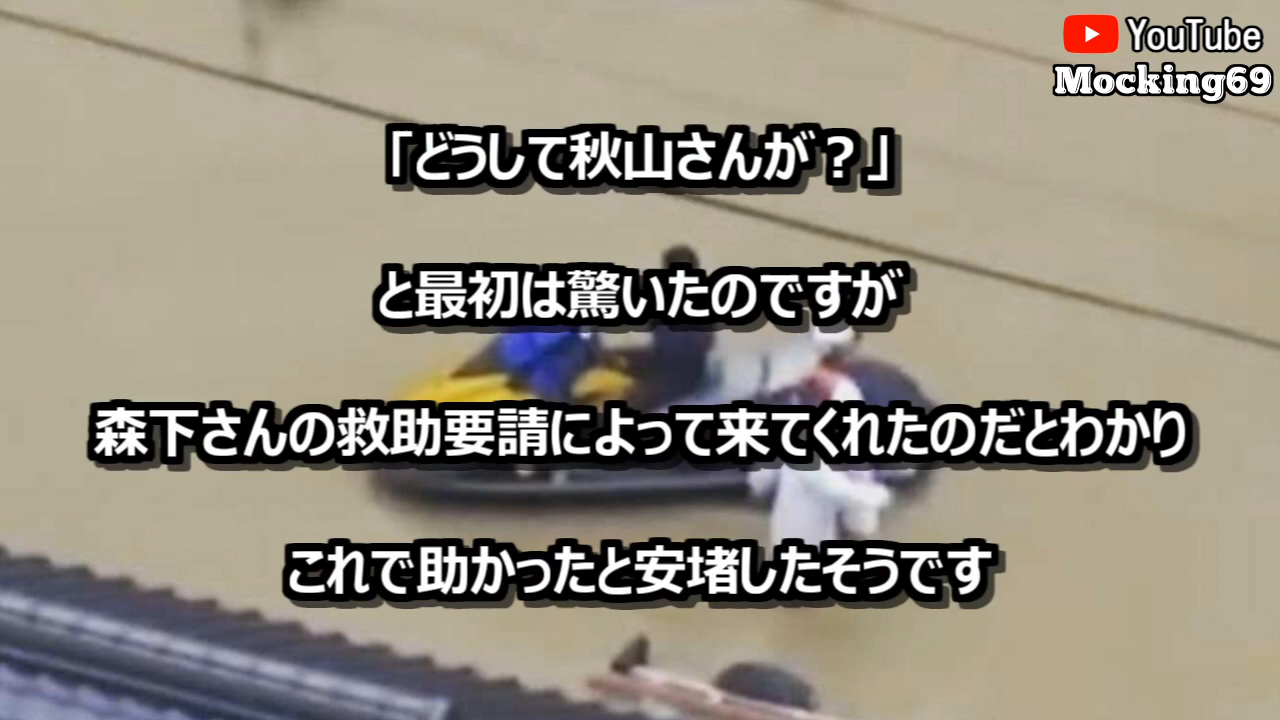 YouTube
Mocking69
「どうして秋山さんが？」
と最初は驚いたのですが
森下さんの救助要請によって来てくれたのだとわかり
これで助かったと安堵したそうです